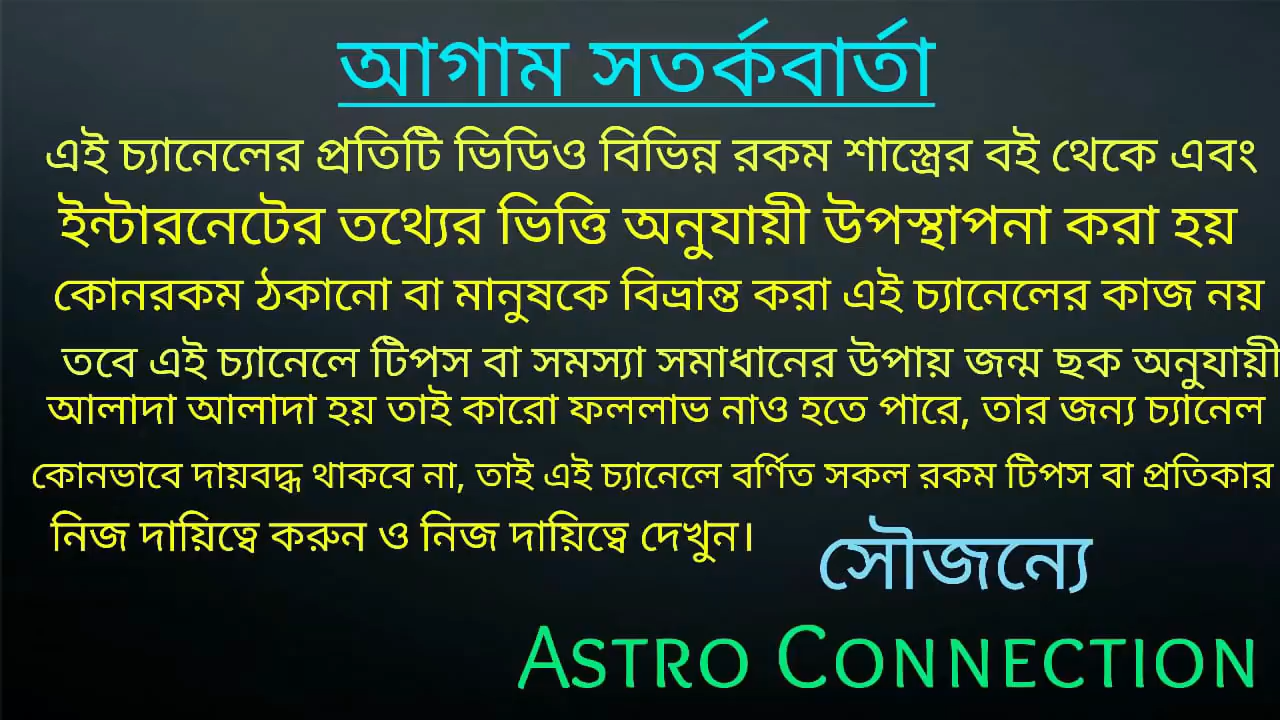 আগাম সতর্কবার্তা
এই চ্যানেলের প্রতিটি ভিডিও বিভিন্ন রকম শাস্ত্রের বই থেকে এবং
ইন্টারনেটের তথ্যের ভিত্তি অনুযায়ী উপস্থাপনা করা হয়
কোনরকম ঠকানো বা মানুষকে বিভ্রান্ত করা এই চ্যানেলের কাজ নয়
তবে এই চ্যানেলে টিপস বা সমস্যা সমাধানের উপায় জন্ম ছক অনুযায়ী
আলাদা আলাদা হয় তাই কারো ফললাভ নাও হতে পারে, তার জন্য চ্যানেল
কোনভাবে দায়বদ্ধ থাকবে না, তাই এই চ্যানেলে বর্ণিত সকল রকম টিপস বা প্রতিকার
নিজ দায়িত্বে করুন ও নিজ দায়িত্বে দেখুন।
সৌজন্যে
ASTRO CONNECTION